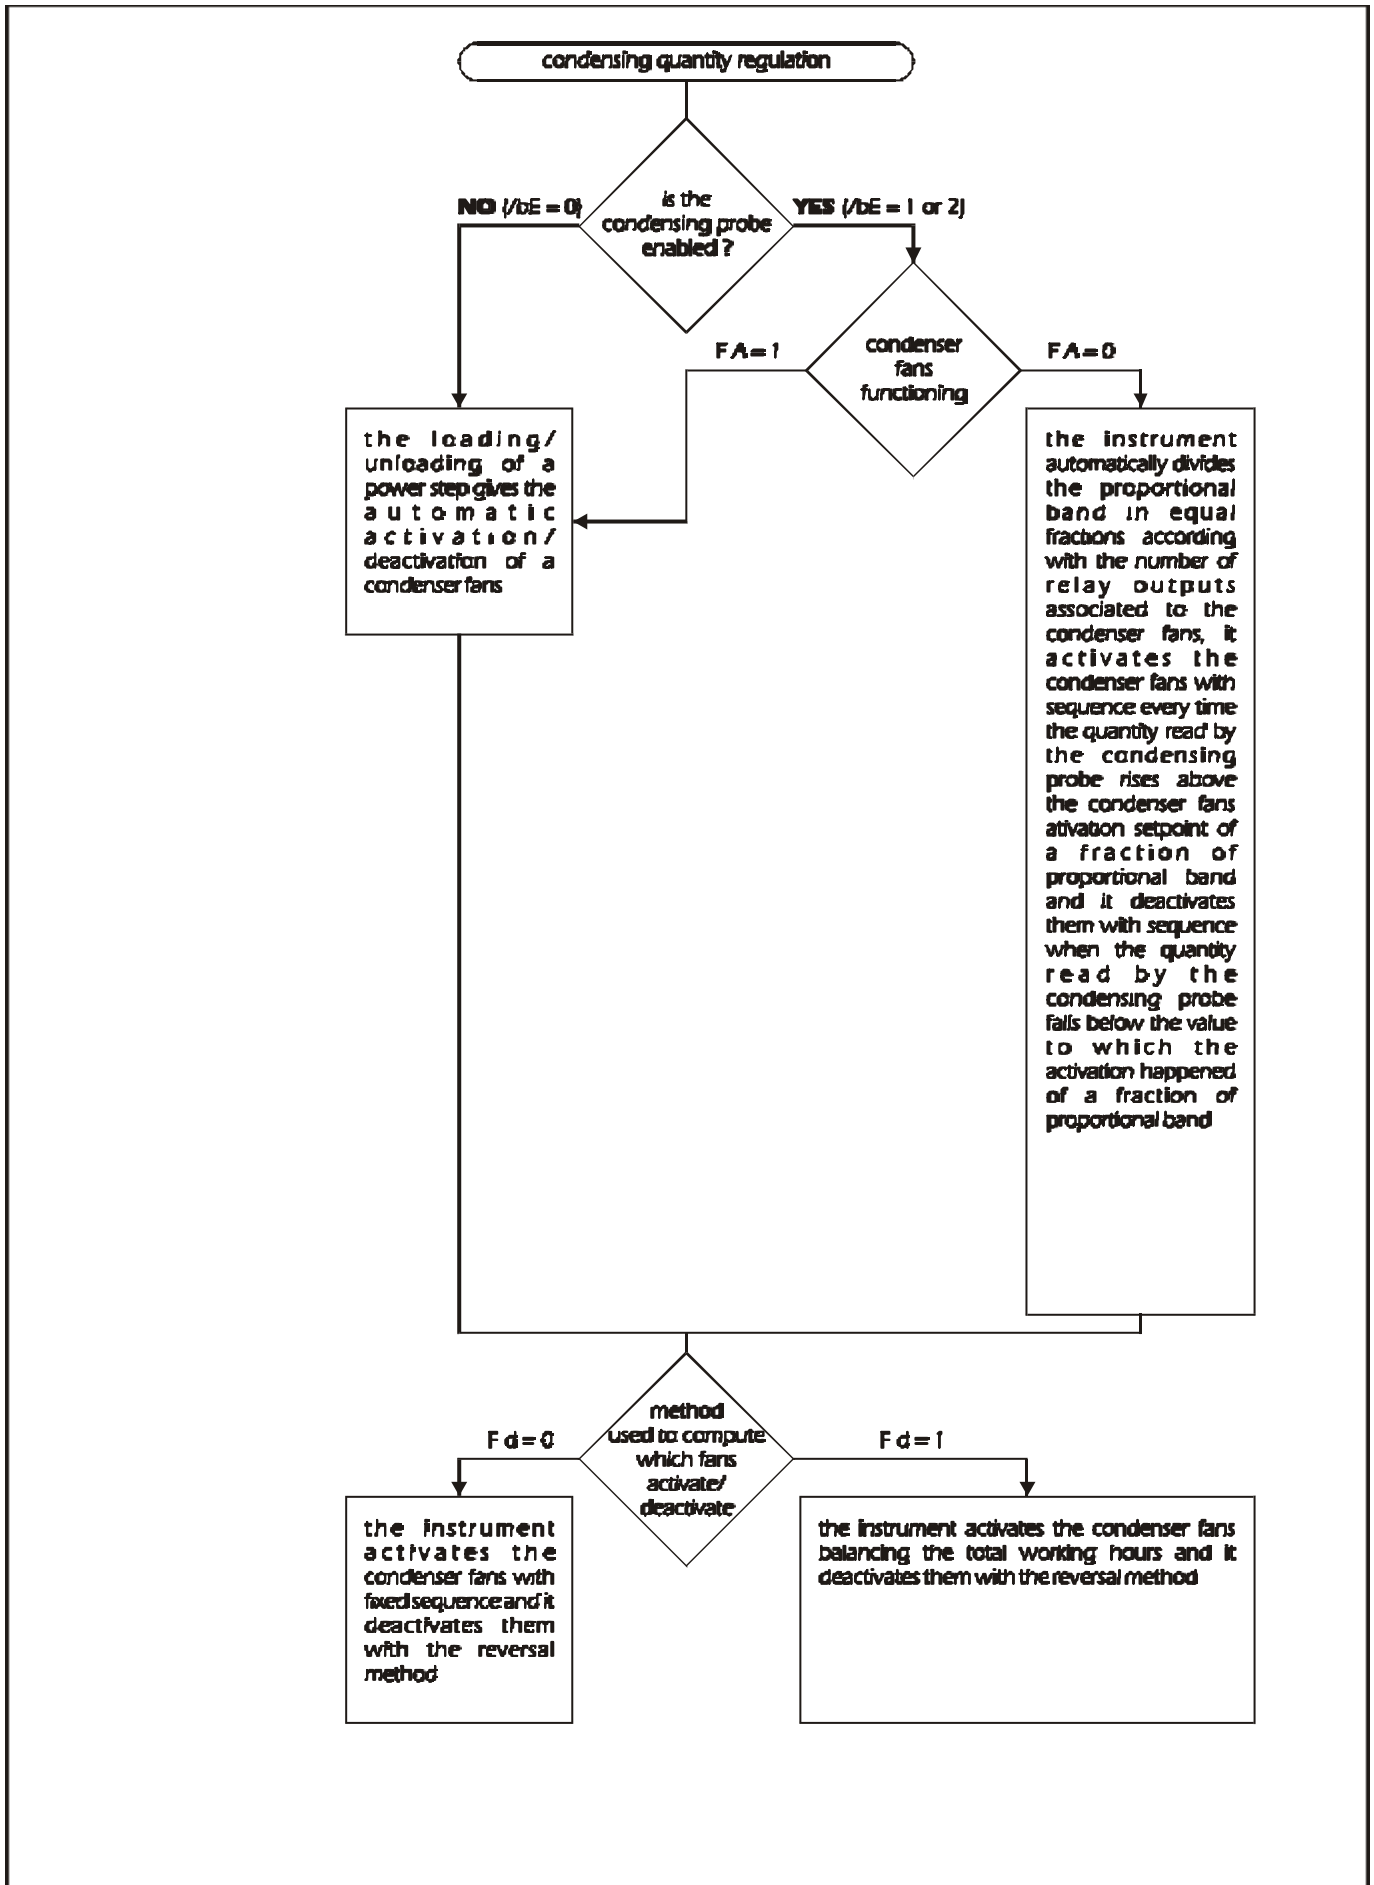 condensing quantity regulation
is the
condensing probe
enabled ?
NO (/bE = 0)
YES (/bE = 1 or 2)
condenser
fans
functioning
FA = 1
FA = 0
the loading/
unloading of a
power step gives the
automatic
activation/
deactivation of a
condenser fans
the instrument
automatically divides
the proportional
band in equal
fractions according
with the number of
relay outputs
associated to the
condenser fans, it
activates the
condenser fans with
sequence every time
the quantity read by
the condensing
probe rises above
the condenser fans
ativation setpoint of
a fraction of
proportional band
and it deactivates
them with sequence
when the quantity
read by the
condensing probe
falls below the value
to which the
activation happened
of a fraction of
proportional band
method
used to compute
which fans
activate/
deactivate
Fd = 0
Fd = 1
the instrument
activates the
condenser fans with
fixed sequence and it
deactivates them
with the reversal
method
the instrument activates the condenser fans
balancing the total working hours and it
deactivates them with the reversal method